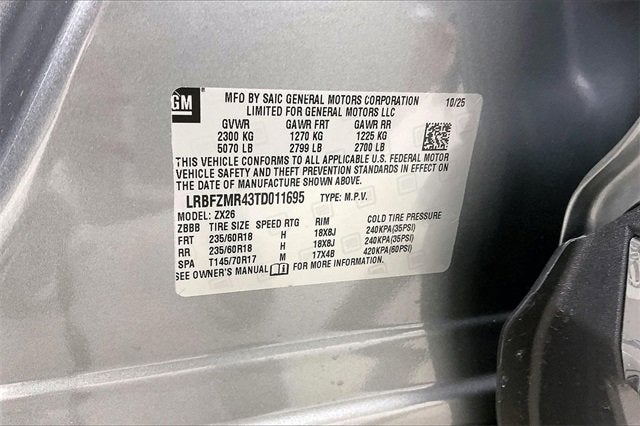 GM
MFD BY SAIC GENERAL MOTORS CORPORATION 10/25
LIMITED FOR GENERAL MOTORS LLC
GVWR GAWR FRT GAWR RR
2300 KG 1270 KG 1225 KG
5070 LB 2799 LB 2700 LB
THIS VEHICLE CONFORMS TO ALL APPLICABLE U.S. FEDERAL MOTOR
VEHICLE SAFETY AND THEFT PREVENTION STANDARDS IN EFFECT ON
THE DATE OF MANUFACTURE SHOWN ABOVE.
LRBFZMR43TD011695 TYPE: M.P.V.
MODEL: ZX26
ZBBB TIRE SIZE SPEED RTG RIM COLD TIRE PRESSURE
FRT 235/60R18 H 18X8J 240KPA(35PSI)
RR 235/60R18 H 18X8J 240KPA(35PSI)
SPA T145/70R17 M 17X4B 420KPA(60PSI)
SEE OWNER'S MANUAL FOR MORE INFORMATION.